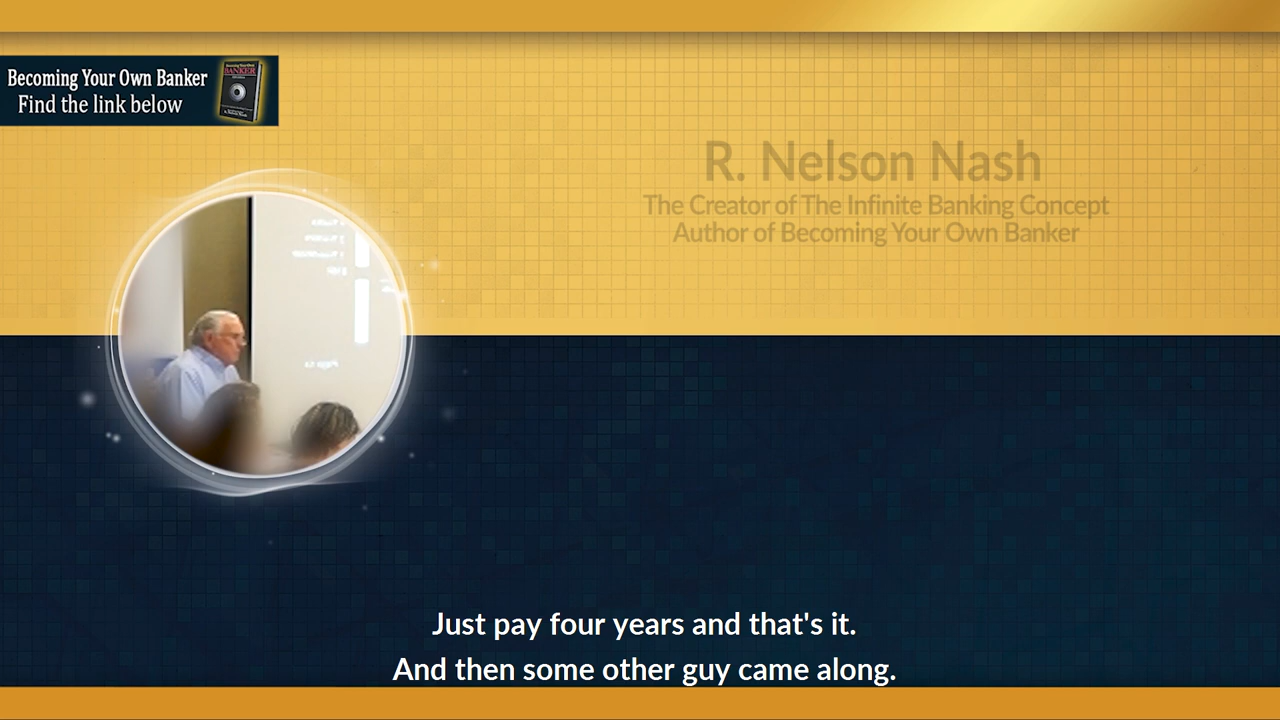 Becoming Your Own Banker
Find the link below
R. Nelson Nash
The Creator of The Infinite Banking Concept
Author of Becoming Your Own Banker
Just pay four years and that's it.
And then some other guy came along.